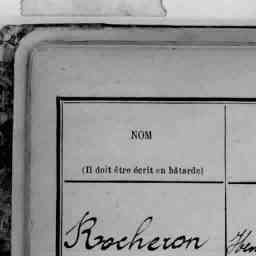 NOM
(Il doit être écrit en bâtarde)
Rocheron